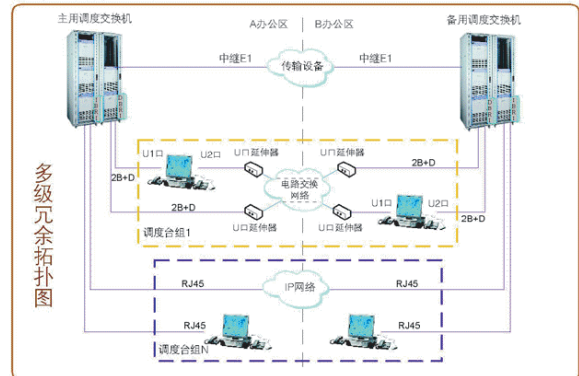 主用调度交换机
A办公区
B办公区
备用调度交换机
中继E1
传输设备
中继E1
U1口
U2口
U口延伸器
U口延伸器
2B+D
2B+D
电路交换
网络
U1口
U2口
2B+D
2B+D
U口延伸器
U口延伸器
调度台组1
多级冗余拓扑图
RJ45
IP网络
RJ45
RJ45
RJ45
调度台组N